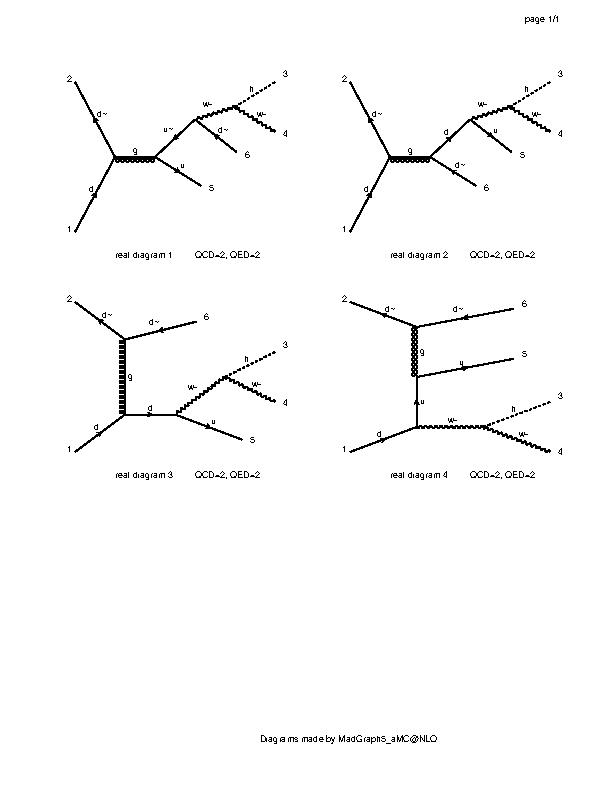 page 1/1
2 3
h
w-
d~ w- 4
u~ d~
g 6
d u
5
1
real diagram 1 QCD=2, QED=2
2 3
h
w-
d~ w- 4
d u
g 5
d d~
6
1
real diagram 2 QCD=2, QED=2
2 6
d~ d~
3
h
g w- w-
4
d u
d 5
1
real diagram 3 QCD=2, QED=2
2 6
d~ d~
g
5
u
u 3
h
d w- w-
1 4
real diagram 4 QCD=2, QED=2
Diagrams made by MadGraph5_aMC@NLO